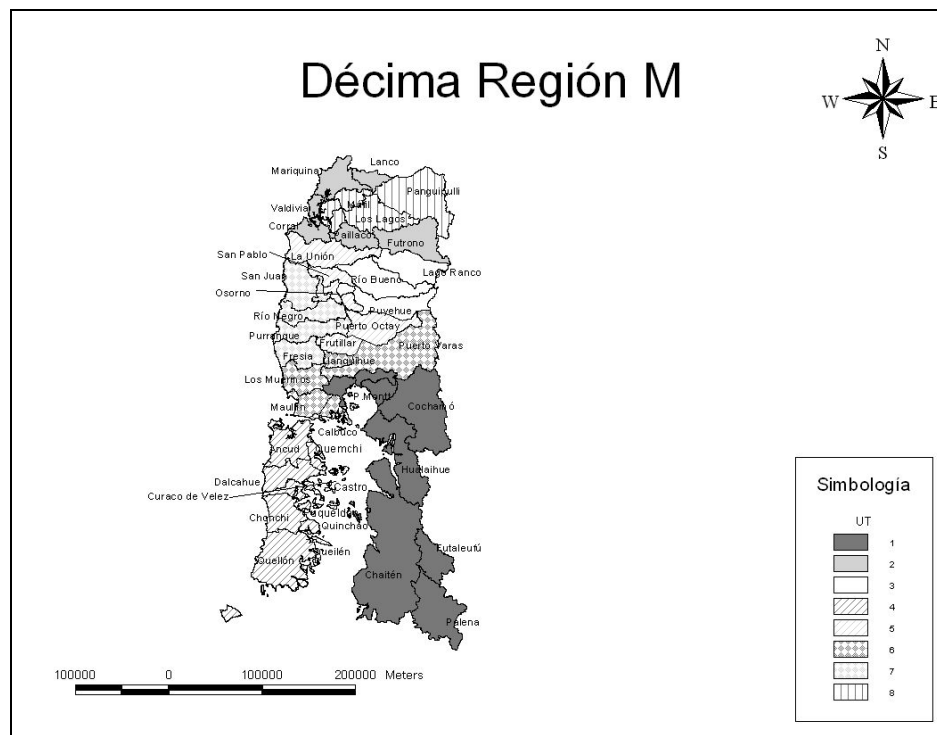 Décima Región M
N
W
E
S
Lanco
Mariquina
Panguipulli
Mafil
Valdivia
Los Lagos
Corral
Paillaco
Futrono
La Unión
San Pablo
Lago Ranco
San Juan
Río Bueno
Osorno
Puyehue
Río Negro
Puerto Octay
Purranque
Frutillar
Puerto Varas
Fresia
Llanquihue
Los Muermos
P.Montt
Maullín
Cochamó
Calbuco
Ancud
Quemchi
Hualaihue
Dalcahue
Castro
Curaco de Velez
Puqueldón
Chonchi
Quinchao
Queilén
Futaleufú
Quellón
Chaitén
Palena
100000 0 100000 200000 Meters
Simbología
UT
1
2
3
4
5
6
7
8